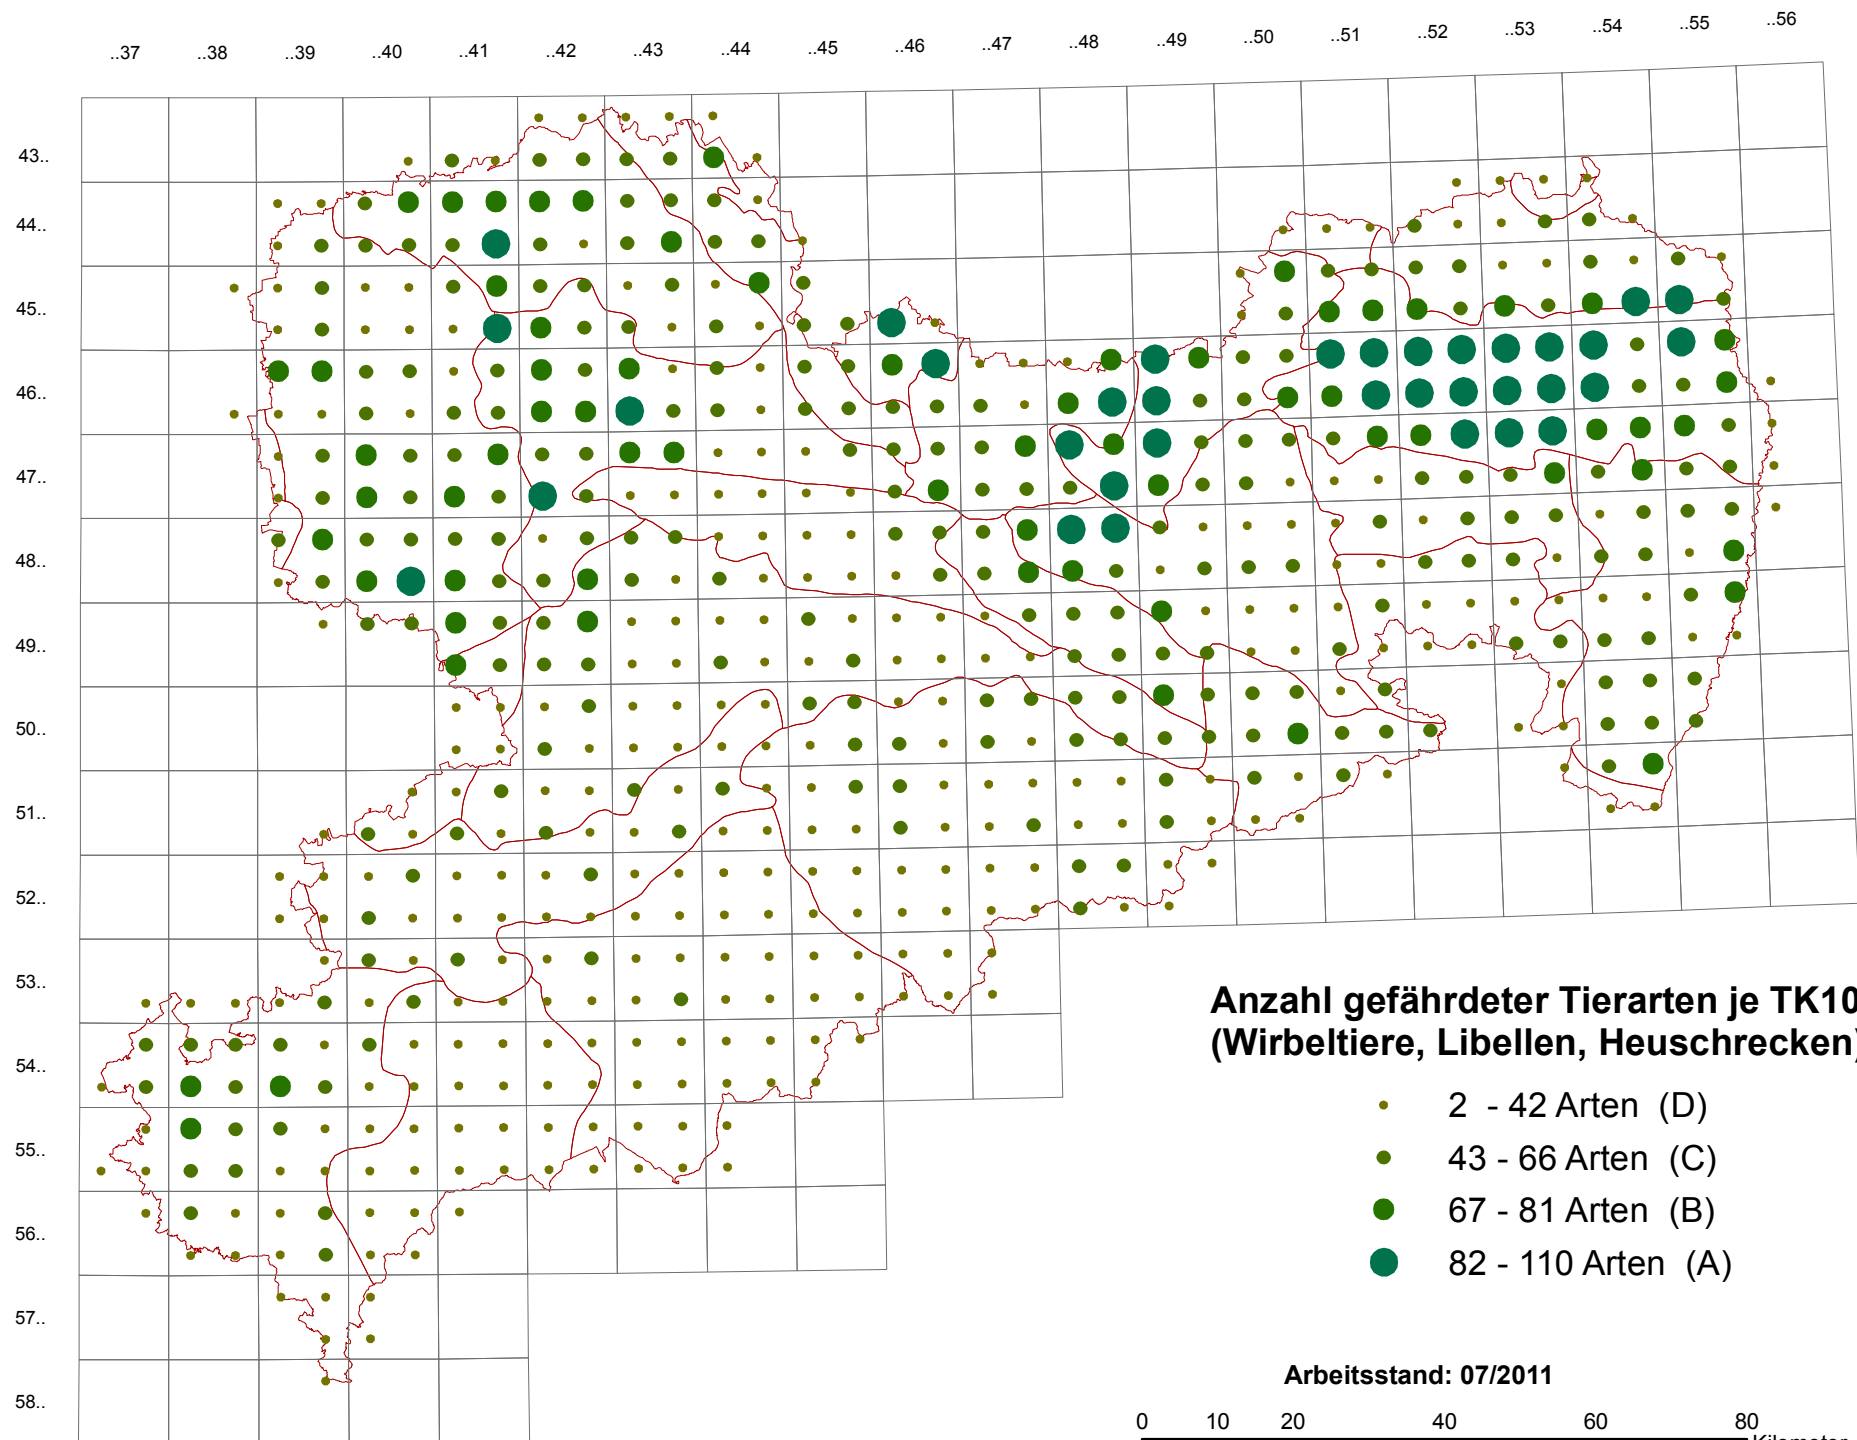 ..37 ..38 ..39 ..40 ..41 ..42 ..43 ..44 ..45 ..46 ..47 ..48 ..49 ..50 ..51 ..52 ..53 ..54 ..55 ..56
43..
44..
45..
46..
47..
48..
49..
50..
51..
52..
53..
54..
55..
56..
57..
58..
Anzahl gefährdeter Tierarten je TK10
(Wirbeltiere, Libellen, Heuschrecken)
2 - 42 Arten (D)
43 - 66 Arten (C)
67 - 81 Arten (B)
82 - 110 Arten (A)
Arbeitsstand: 07/2011
0 10 20 40 60 80
Kilometer